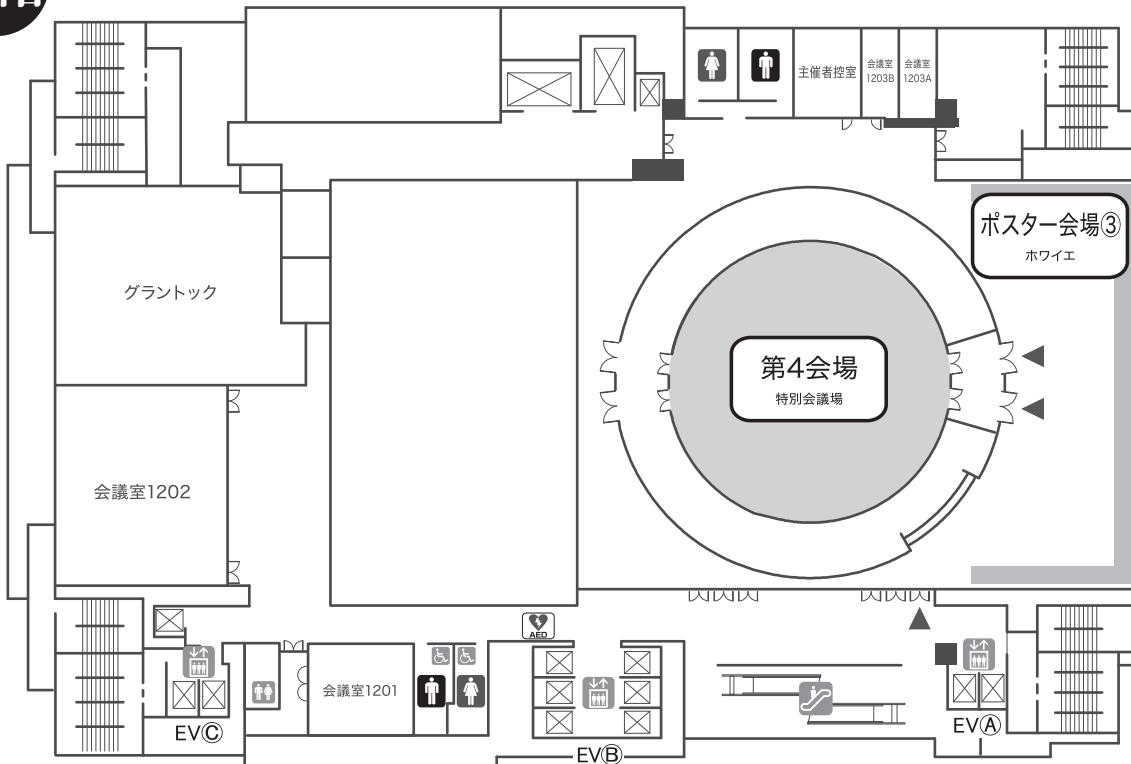 主催者控室
会議室
1203B
会議室
1203A
ポスター会場③
ホワイエ
グラントック
第4会場
特別会議場
会議室1202
AED
会議室1201
EVⒸ
EVⒷ
EVⒶ